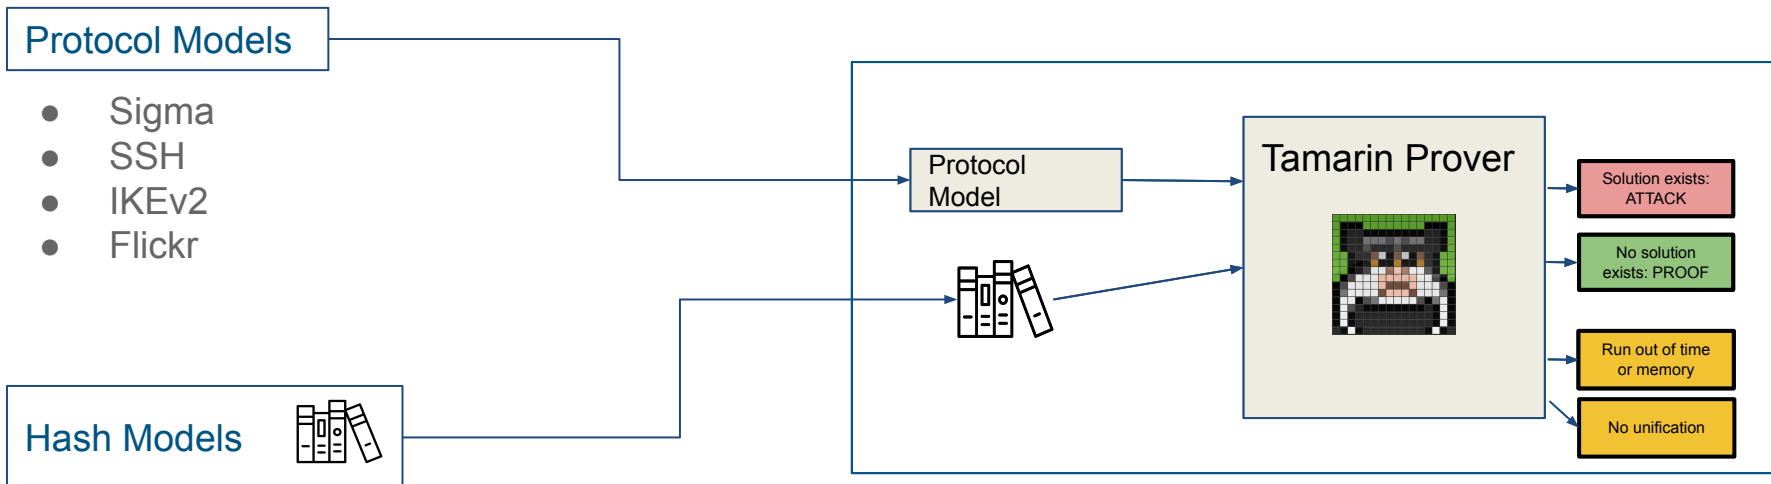 Protocol Models
● Sigma
● SSH
● IKEv2
● Flickr
Hash Models
Protocol
Model
Tamarin Prover
Solution exists:
ATTACK
No solution
exists: PROOF
Run out of time
or memory
No unification